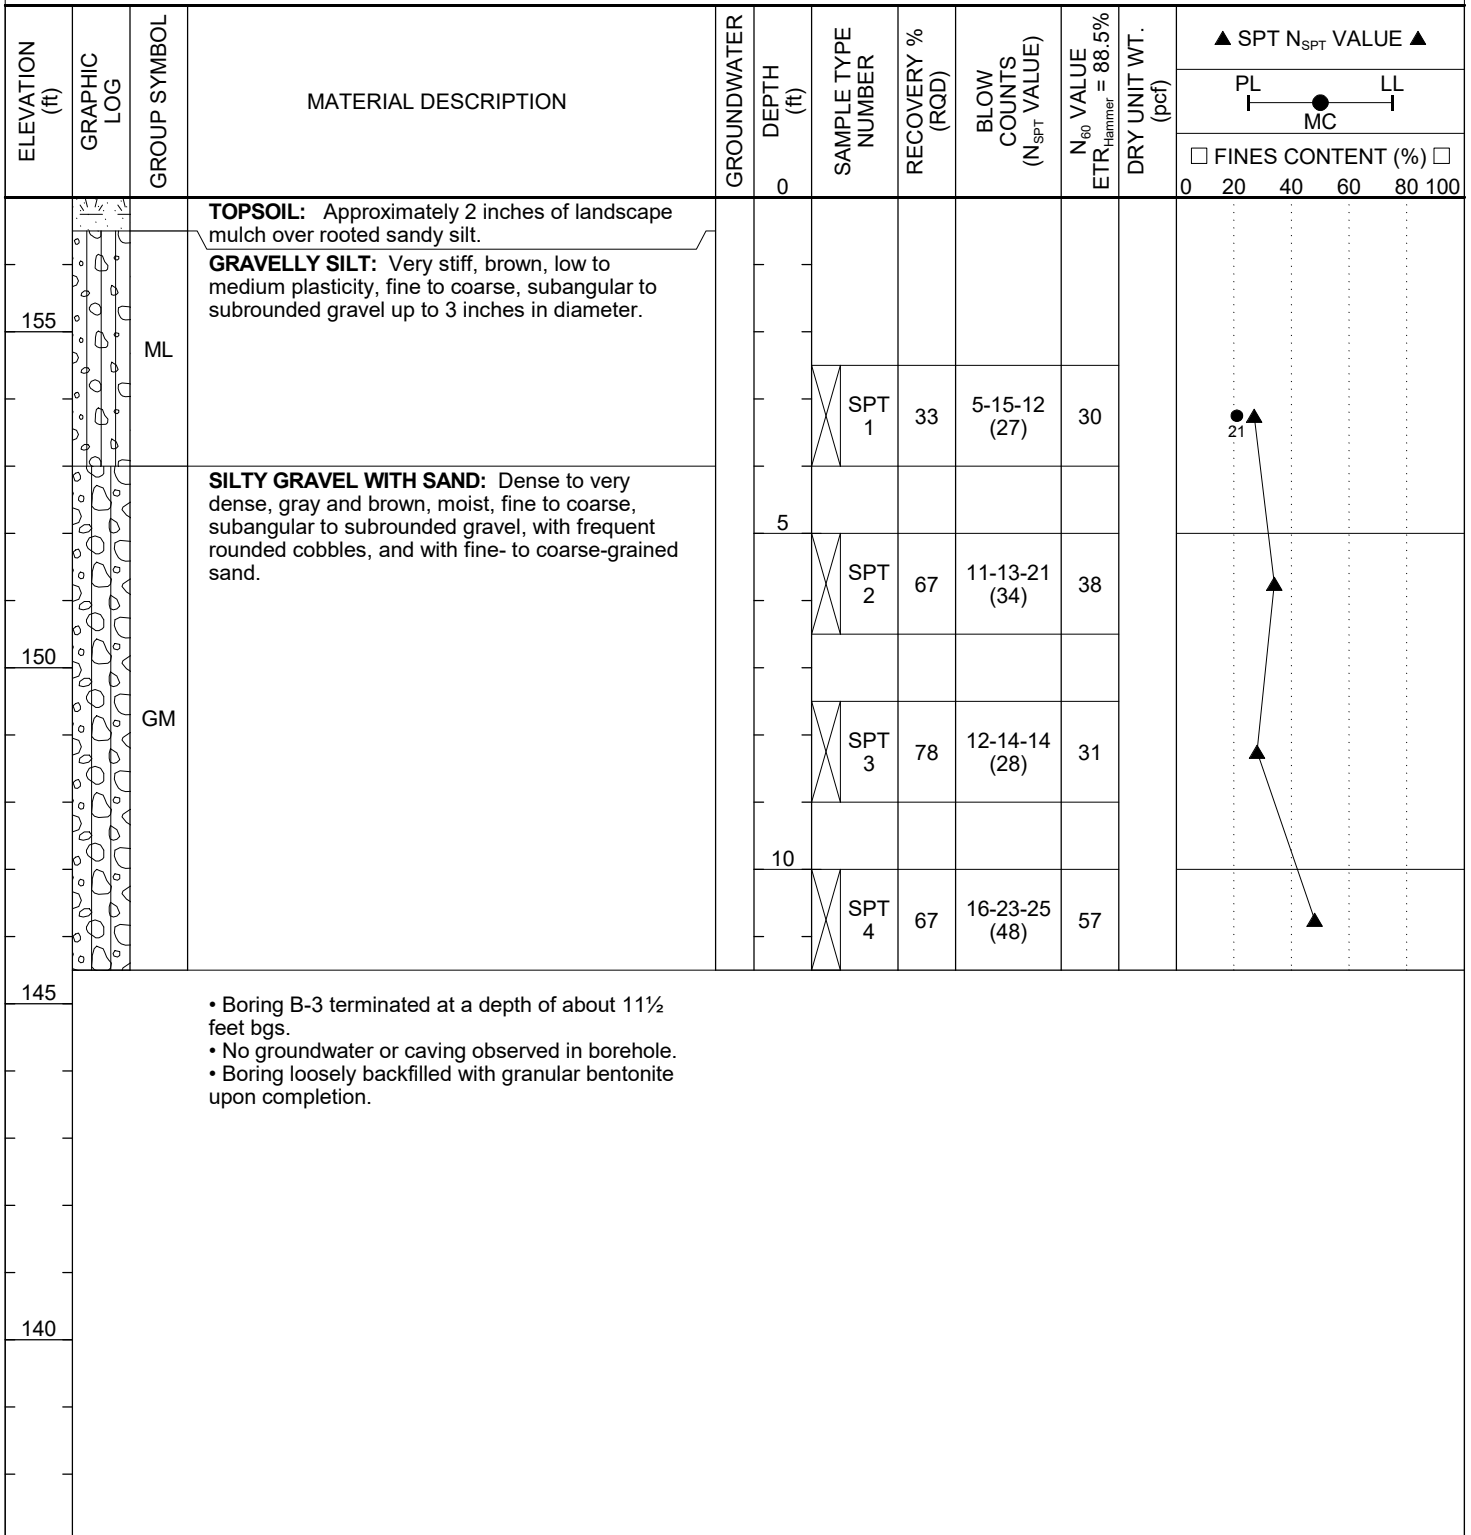 ELEVATION
(ft)
GRAPHIC
LOG
GROUP SYMBOL
MATERIAL DESCRIPTION
GROUNDWATER
DEPTH
(ft)
0
SAMPLE TYPE
NUMBER
RECOVERY %
(RQD)
BLOW
COUNTS
(NSPT VALUE)
N60 VALUE
ETRHammer = 88.5%
DRY UNIT WT.
(pcf)
▲ SPT NSPT VALUE ▲
PL LL
MC
□ FINES CONTENT (%) □
0 20 40 60 80 100
TOPSOIL: Approximately 2 inches of landscape
mulch over rooted sandy silt.
GRAVELLY SILT: Very stiff, brown, low to
medium plasticity, fine to coarse, subangular to
subrounded gravel up to 3 inches in diameter.
155
ML
SPT
1
33
5-15-12
(27)
30
21
SILTY GRAVEL WITH SAND: Dense to very
dense, gray and brown, moist, fine to coarse,
subangular to subrounded gravel, with frequent
rounded cobbles, and with fine- to coarse-grained
sand.
5
SPT
2
67
11-13-21
(34)
38
150
GM
SPT
3
78
12-14-14
(28)
31
10
SPT
4
67
16-23-25
(48)
57
145
• Boring B-3 terminated at a depth of about 11½
feet bgs.
• No groundwater or caving observed in borehole.
• Boring loosely backfilled with granular bentonite
upon completion.
140